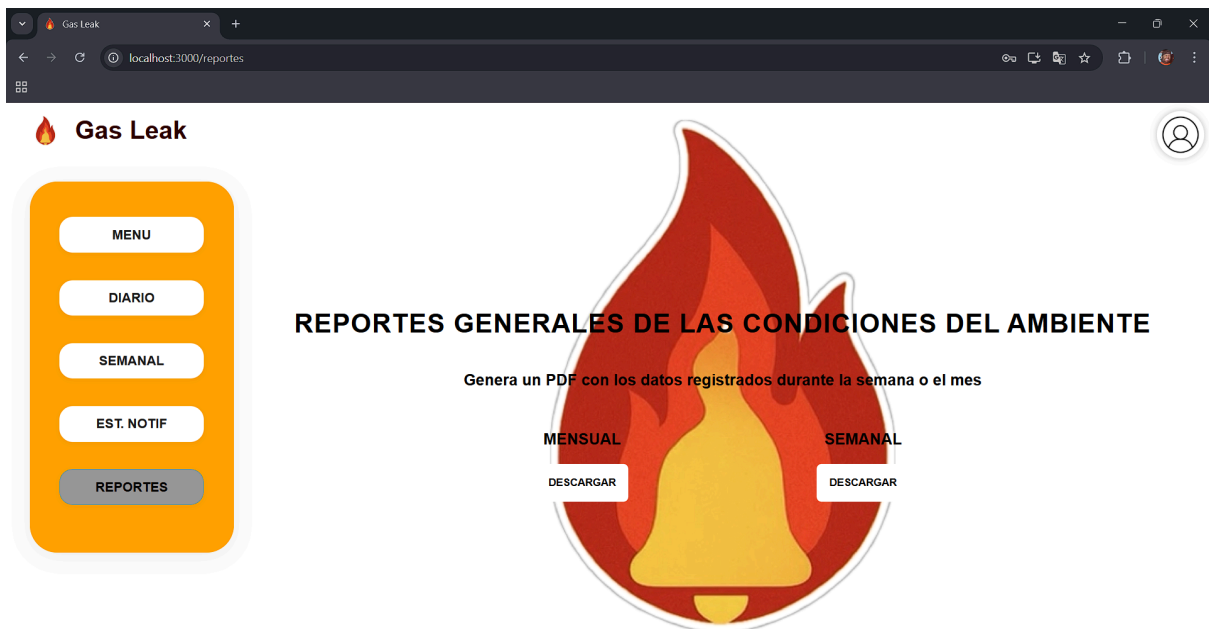 Gas Leak
localhost:3000/reportes
Gas Leak
MENU
DIARIO
SEMANAL
EST. NOTIF
REPORTES
REPORTES GENERALES DE LAS CONDICIONES DEL AMBIENTE
Genera un PDF con los datos registrados durante la semana o el mes
MENSUAL SEMANAL
DESCARGAR DESCARGAR